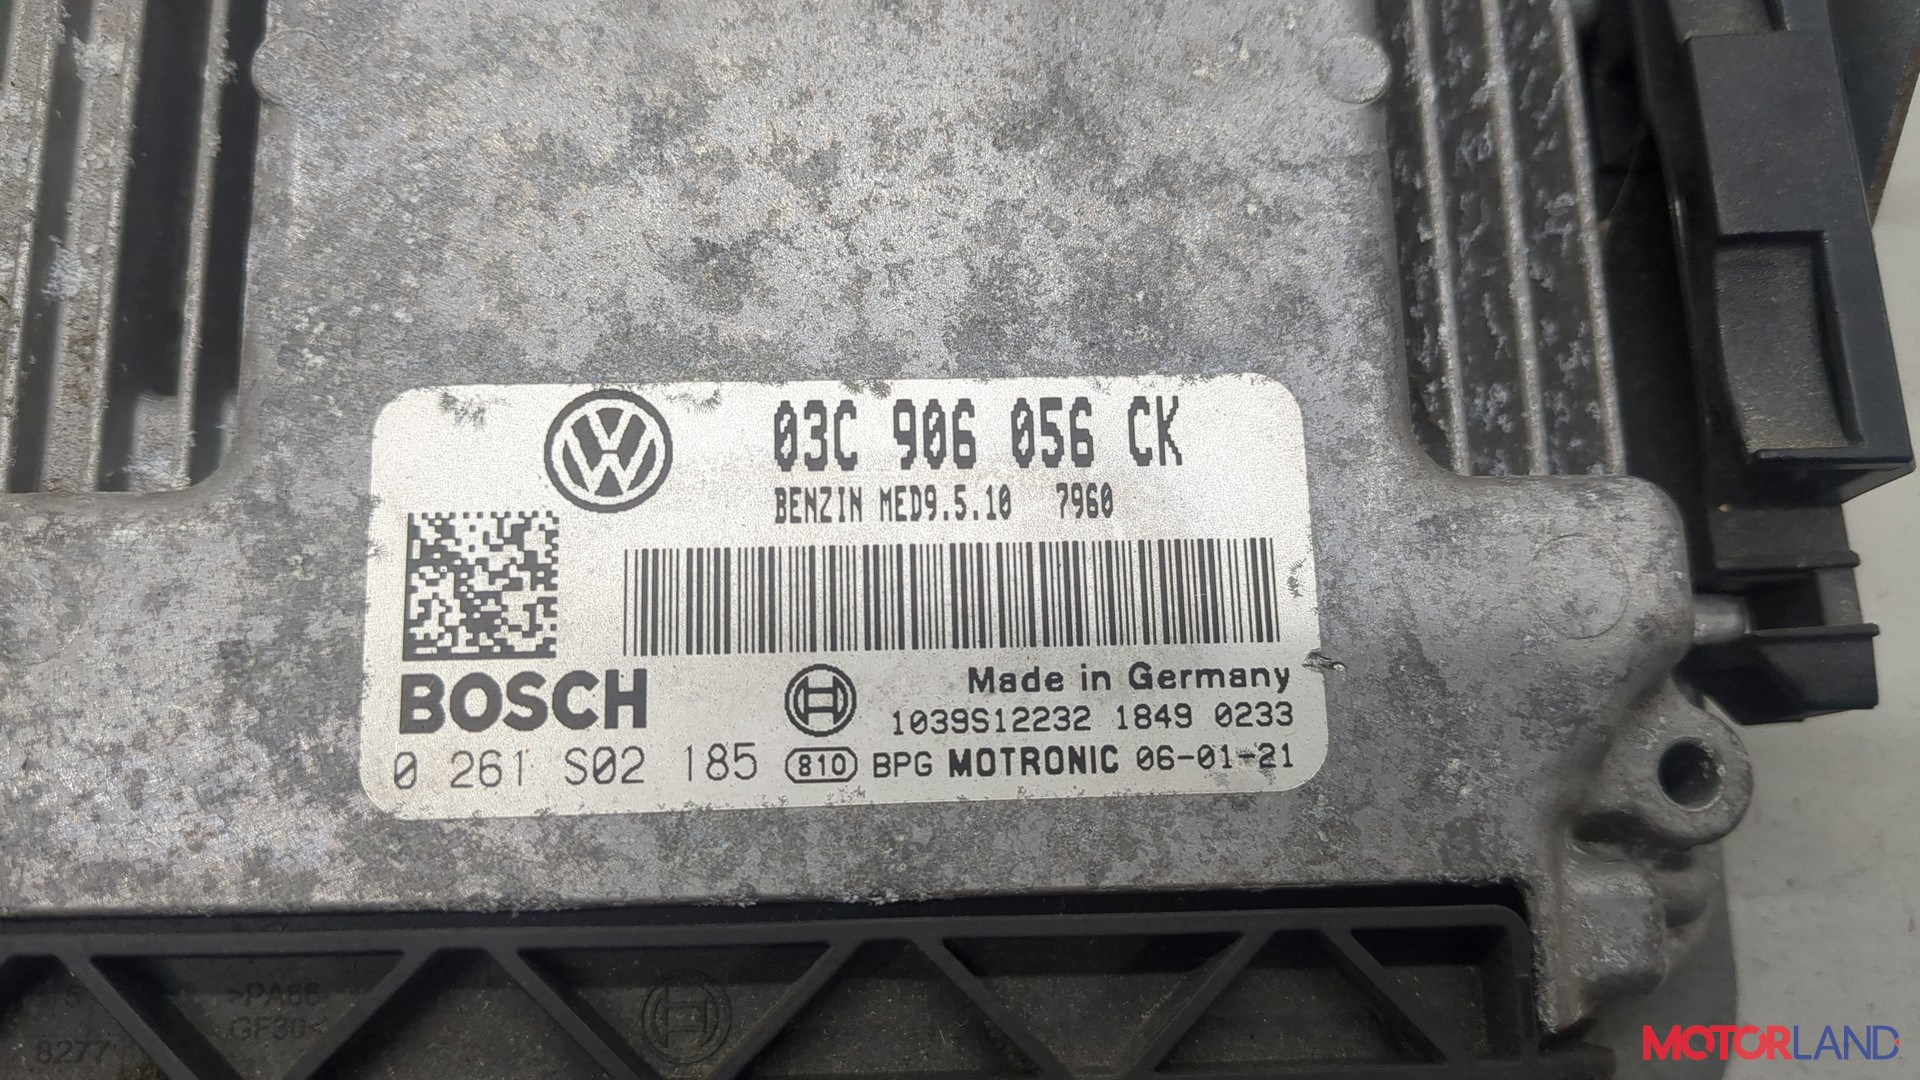 03C 906 056 CK
BENZIN MED9.5.10 7960
BOSCH
Made in Germany
1039S12232 1849 0233
0 261 S02 185 810 BPG MOTRONIC 06-01-21
>PA66
GF30<
8277
MOTORLAND